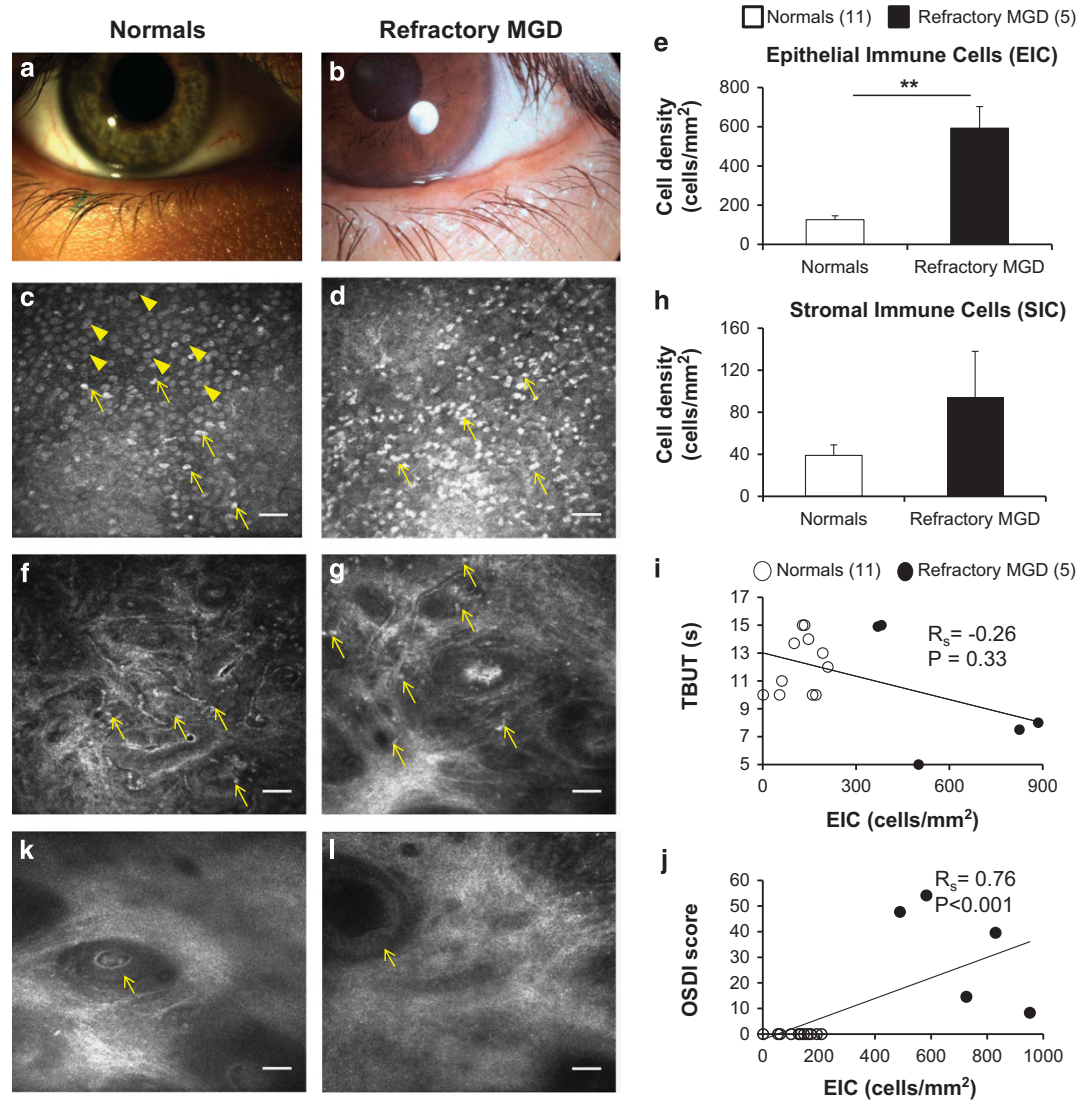 Normals
Refractory MGD
Normals (11)
Refractory MGD (5)
a
b
e
Epithelial Immune Cells (EIC)
**
Cell density
(cells/mm²)
800
600
400
200
0
Normals
Refractory MGD
c
d
h
Stromal Immune Cells (SIC)
Cell density
(cells/mm²)
160
120
80
40
0
Normals
Refractory MGD
f
g
i
Normals (11)
Refractory MGD (5)
TBUT (s)
17
15
13
11
9
7
5
Rₛ= -0.26
P = 0.33
0
300
600
900
EIC (cells/mm²)
k
l
j
OSDI score
60
50
40
30
20
10
0
Rₛ= 0.76
P<0.001
0
200
400
600
800
1000
EIC (cells/mm²)